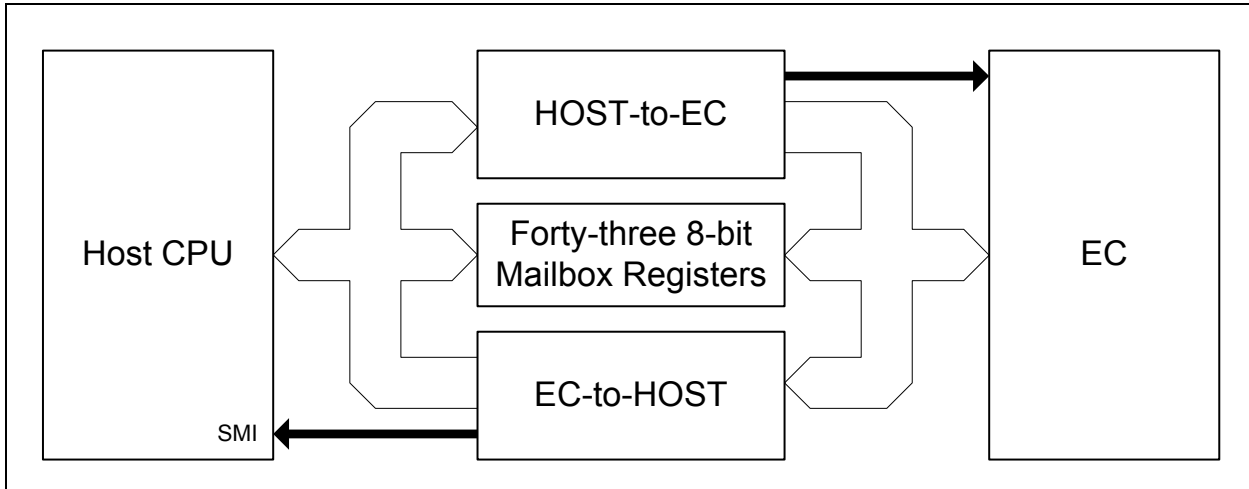 HOST-to-EC
Host CPU
Forty-three 8-bit
Mailbox Registers
EC
EC-to-HOST
SMI